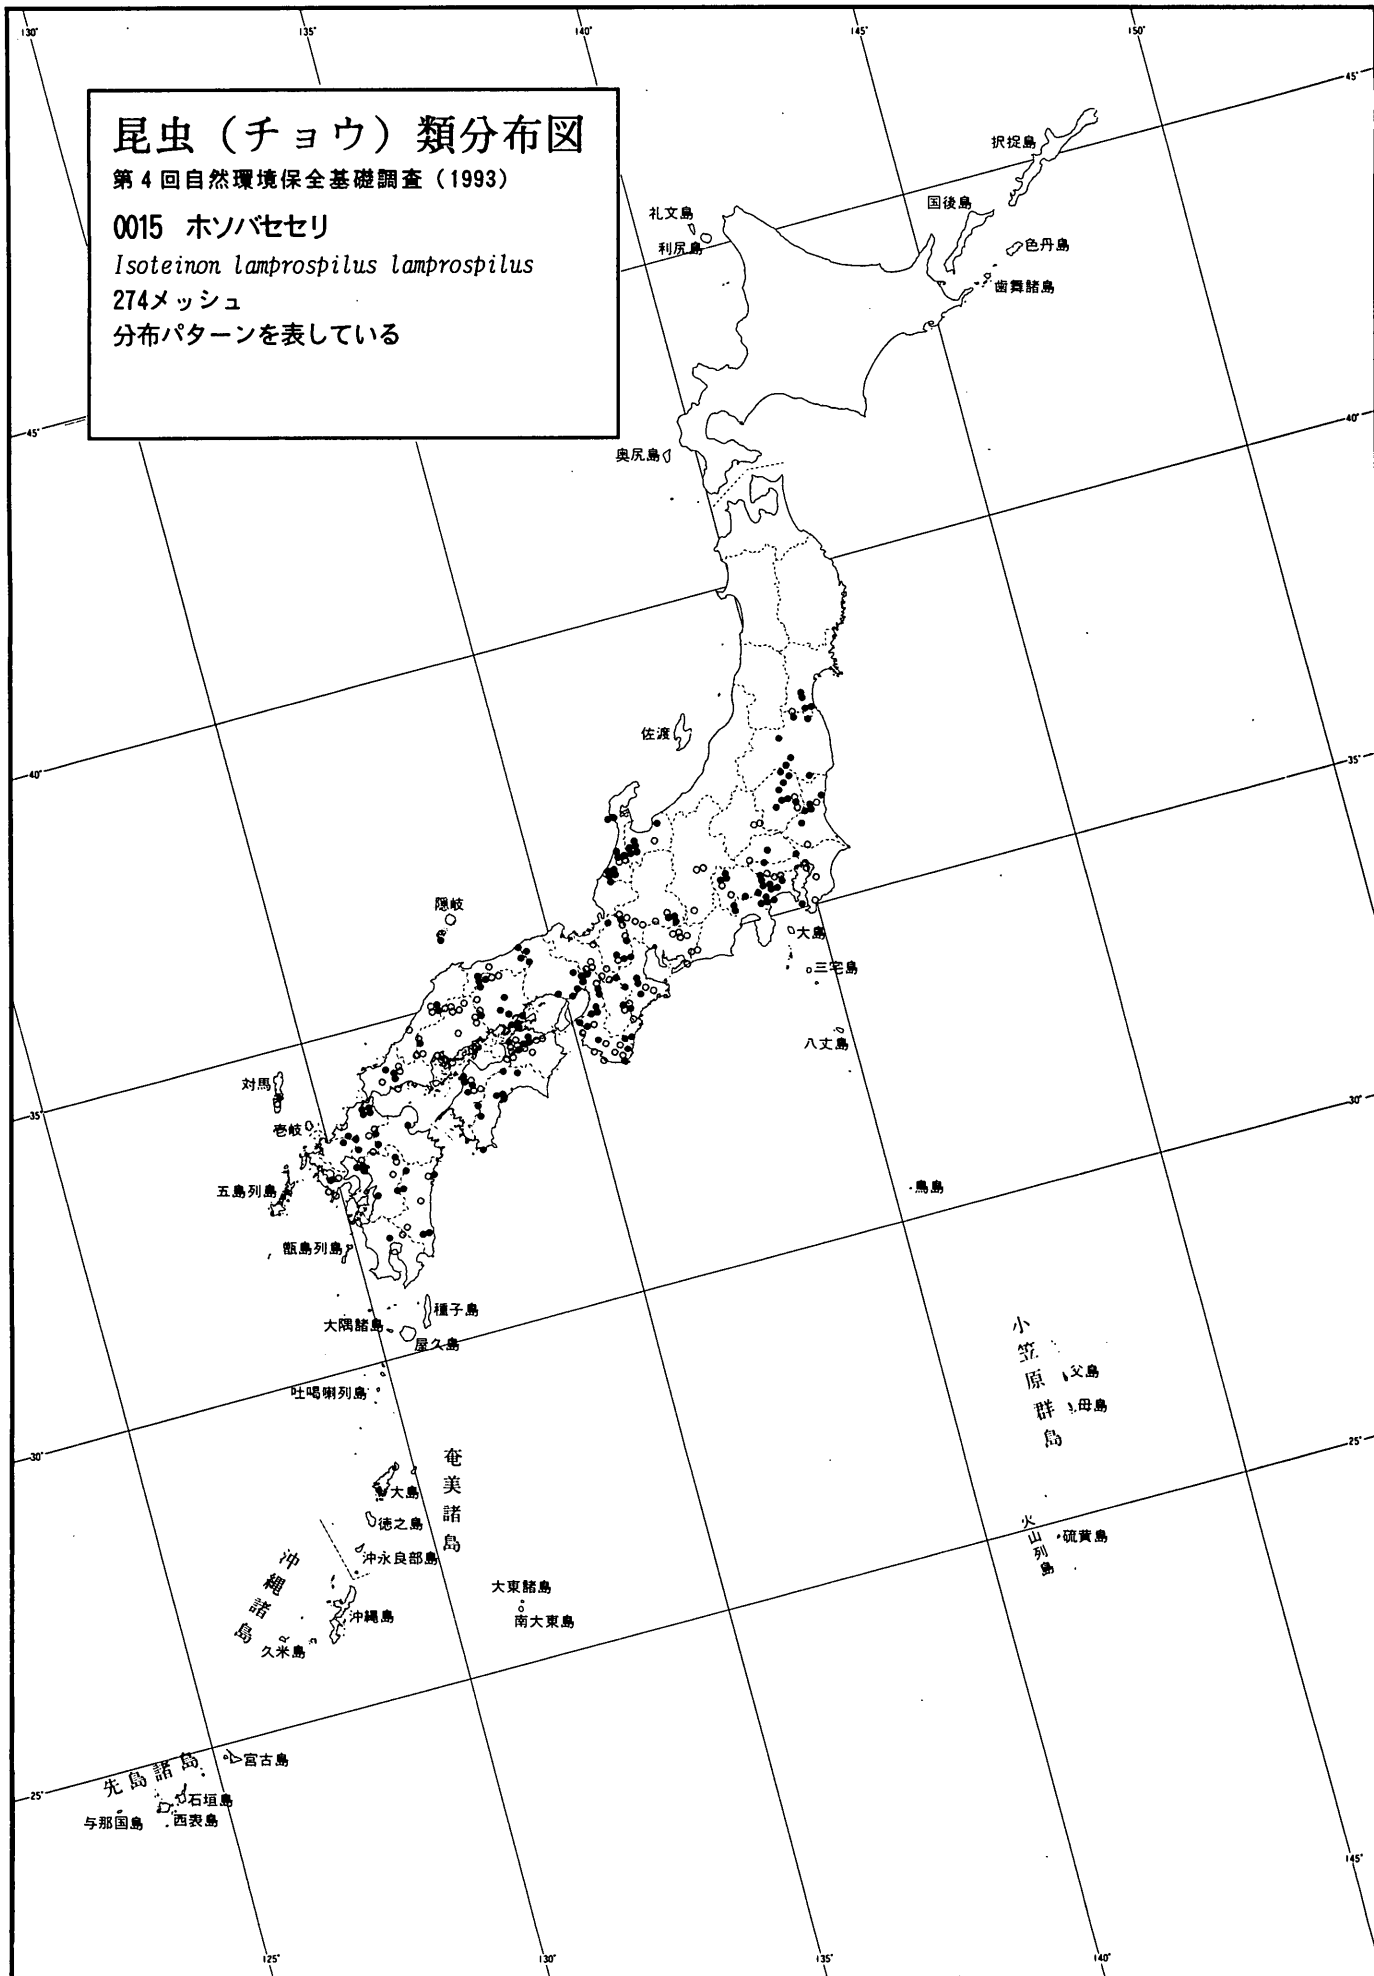 130°
135°
140°
145°
150°
昆虫（チョウ）類分布図
第4回自然環境保全基礎調査（1993）
0015 ホソバセセリ
Isoteinon lamprospilus lamprospilus
274メッシュ
分布パターンを表している
45°
択捉島
国後島
礼文島
利尻島
色丹島
歯舞諸島
45°
40°
奥尻島
佐渡
40°
35°
隠岐
大島
三宅島
八丈島
対馬
35°
壱岐
30°
五島列島
鳥島
甑島列島
種子島
大隅諸島
屋久島
小笠原群島
父島
吐噶喇列島
母島
30°
25°
奄美諸島
大島
徳之島
火山列島
硫黄島
沖永良部島
沖縄諸島
大東諸島
沖縄島
南大東島
久米島
宮古島
先島諸島
25°
石垣島
与那国島
西表島
145°
125°
130°
135°
140°